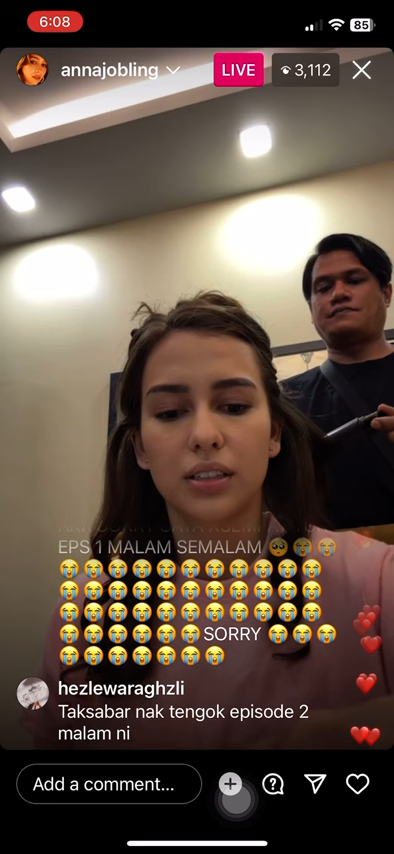 6:08
85
annajobling
LIVE
3,112
EPS 1 MALAM SEMALAM 🥺😭😭
😭😭😭😭😭😭😭😭😭😭😭
😭😭😭😭😭😭😭😭😭😭😭
😭😭😭😭😭😭😭😭😭😭😭
😭😭😭😭😭😭SORRY 😭😭😭
😭😭😭😭😭😭😭
hezlewaraghzli
Taksabar nak tengok episode 2
malam ni
Add a comment...